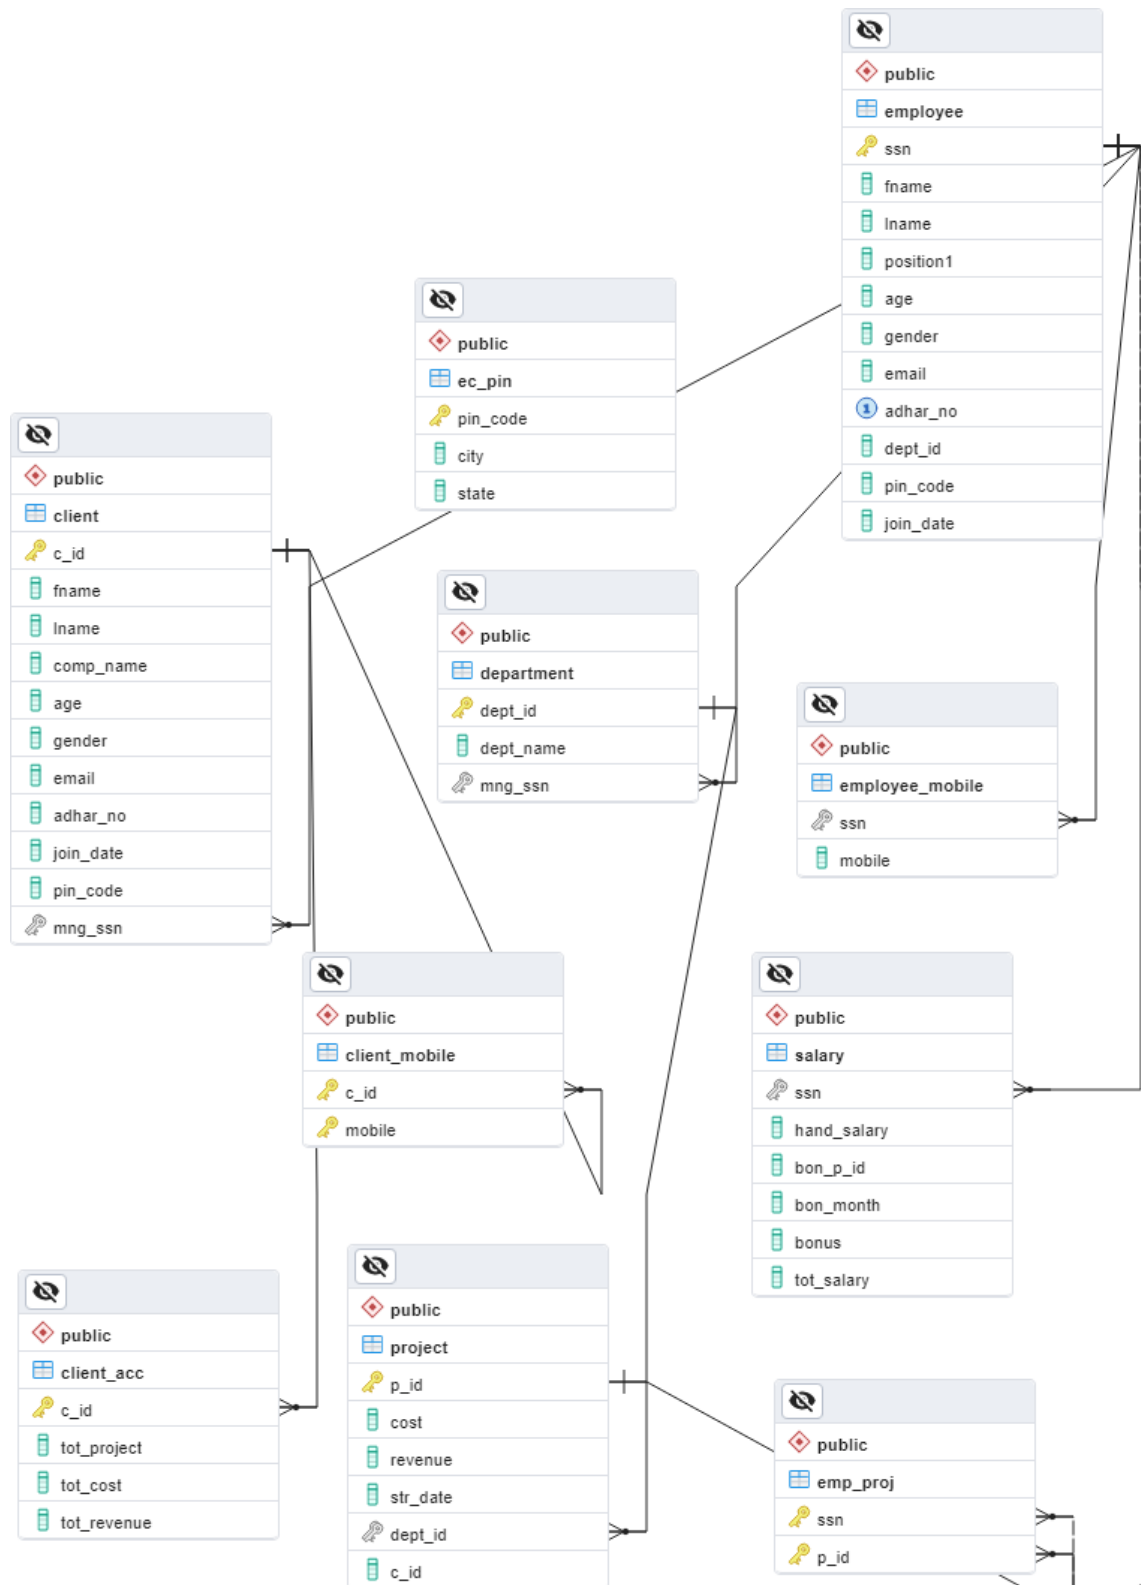 public
employee
ssn
fname
lname
position1
age
gender
email
1
adhar_no
dept_id
pin_code
join_date
public
ec_pin
pin_code
city
state
public
client
c_id
fname
lname
comp_name
age
gender
email
adhar_no
join_date
pin_code
mng_ssn
public
department
dept_id
dept_name
mng_ssn
public
employee_mobile
ssn
mobile
public
client_mobile
c_id
mobile
public
salary
ssn
hand_salary
bon_p_id
bon_month
bonus
tot_salary
public
client_acc
c_id
tot_project
tot_cost
tot_revenue
public
project
p_id
cost
revenue
str_date
dept_id
c_id
public
emp_proj
ssn
p_id